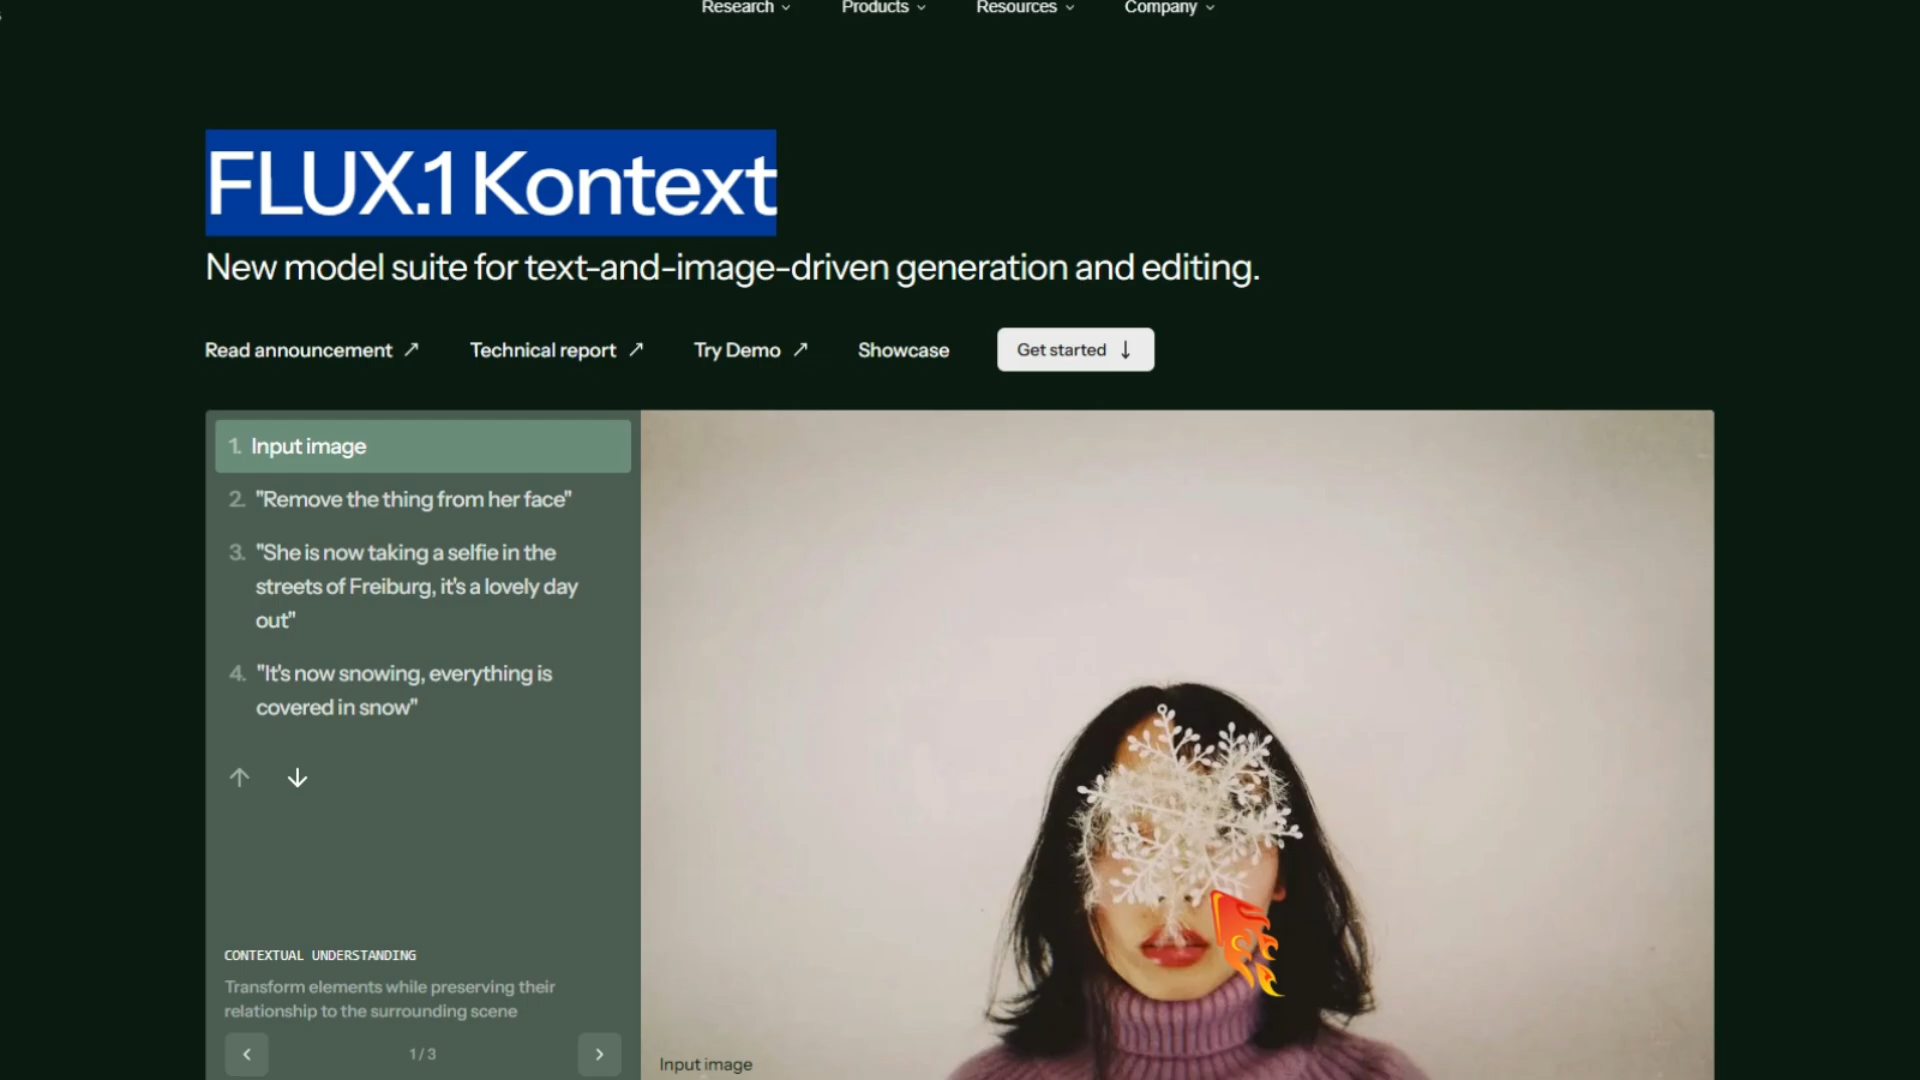 Research
Products
Resources
Company
FLUX.1 Kontext
New model suite for text-and-image-driven generation and editing.
Read announcement ↗
Technical report ↗
Try Demo ↗
Showcase
Get started ↓
1. Input image
2. "Remove the thing from her face"
3. "She is now taking a selfie in the
streets of Freiburg, it's a lovely day
out"
4. "It's now snowing, everything is
covered in snow"
CONTEXTUAL UNDERSTANDING
Transform elements while preserving their
relationship to the surrounding scene
1 / 3
Input image